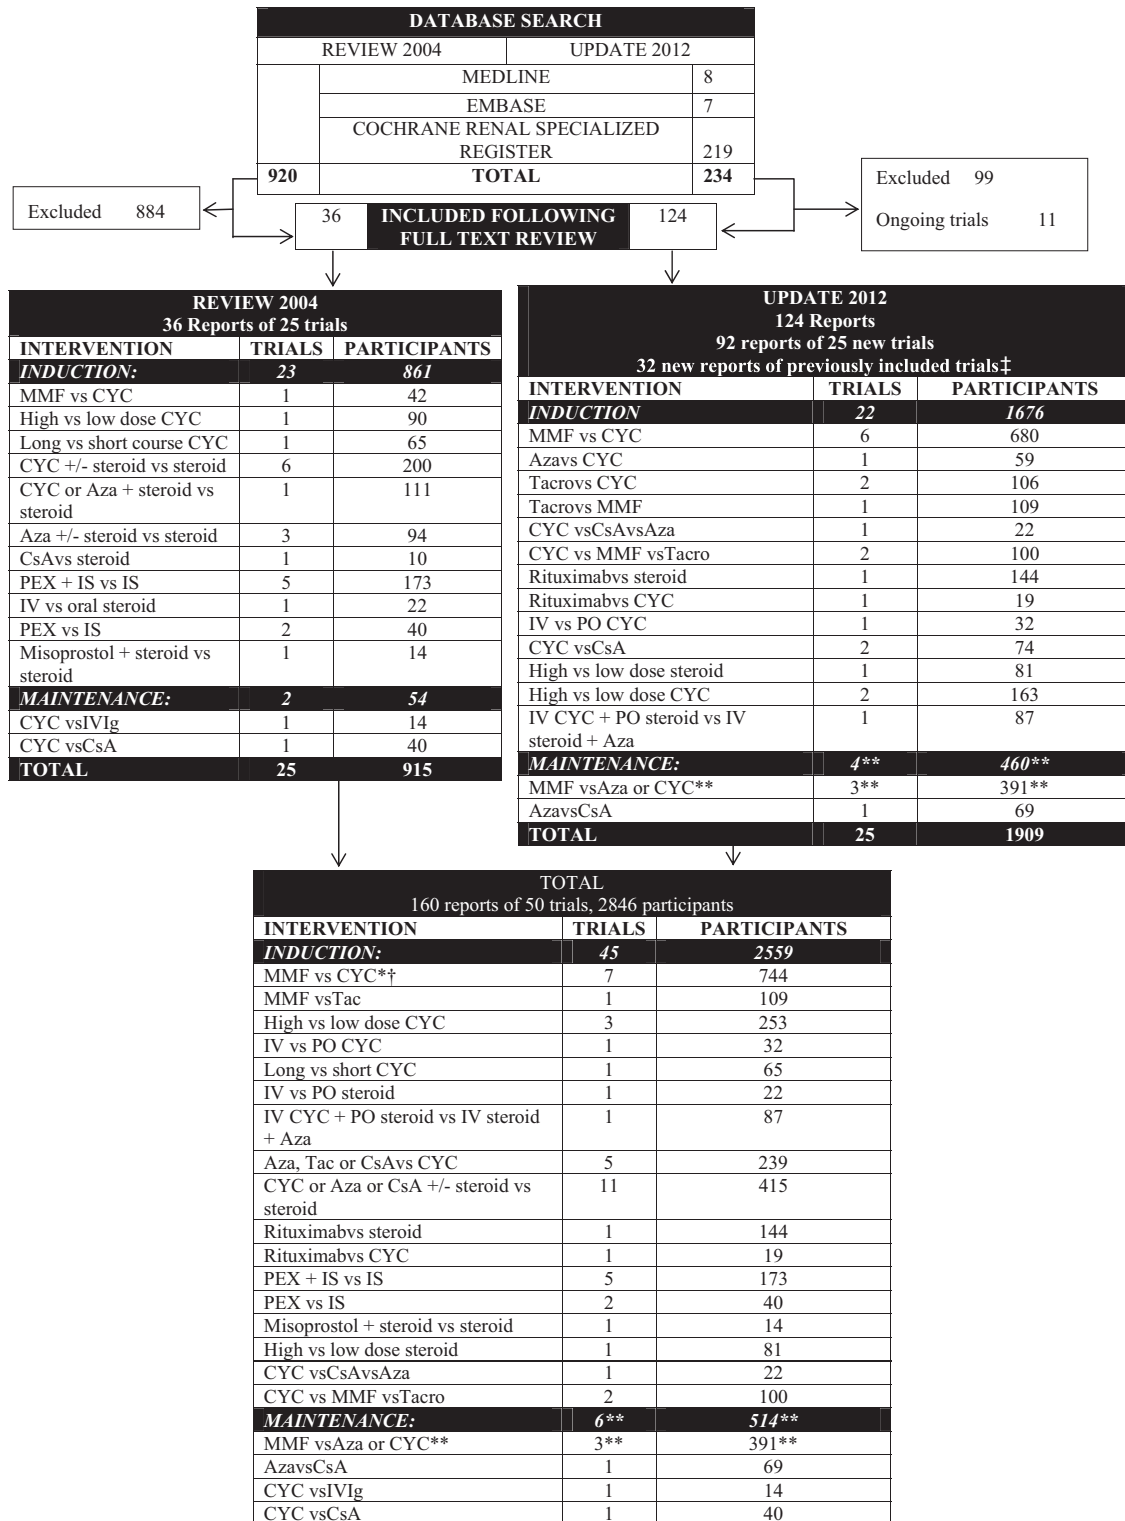 DATABASE SEARCH
REVIEW 2004 UPDATE 2012
MEDLINE 8
EMBASE 7
COCHRANE RENAL SPECIALIZED
REGISTER 219
920 TOTAL 234
Excluded 884
Excluded 99
Ongoing trials 11
36 INCLUDED FOLLOWING 124
FULL TEXT REVIEW
REVIEW 2004
36 Reports of 25 trials
INTERVENTION TRIALS PARTICIPANTS
INDUCTION: 23 861
MMF vs CYC 1 42
High vs low dose CYC 1 90
Long vs short course CYC 1 65
CYC +/- steroid vs steroid 6 200
CYC or Aza + steroid vs 1 111
steroid
Aza +/- steroid vs steroid 3 94
CsAvs steroid 1 10
PEX + IS vs IS 5 173
IV vs oral steroid 1 22
PEX vs IS 2 40
Misoprostol + steroid vs 1 14
steroid
MAINTENANCE: 2 54
CYC vsIVIg 1 14
CYC vsCsA 1 40
TOTAL 25 915
UPDATE 2012
124 Reports
92 reports of 25 new trials
32 new reports of previously included trials‡
INTERVENTION TRIALS PARTICIPANTS
INDUCTION 22 1676
MMF vs CYC 6 680
Azavs CYC 1 59
Tacrovs CYC 2 106
Tacrovs MMF 1 109
CYC vsCsAvsAza 1 22
CYC vs MMF vsTacro 2 100
Rituximabvs steroid 1 144
Rituximabvs CYC 1 19
IV vs PO CYC 1 32
CYC vsCsA 2 74
High vs low dose steroid 1 81
High vs low dose CYC 2 163
IV CYC + PO steroid vs IV 1 87
steroid + Aza
MAINTENANCE: 4** 460**
MMF vsAza or CYC** 3** 391**
AzavsCsA 1 69
TOTAL 25 1909
TOTAL
160 reports of 50 trials, 2846 participants
INTERVENTION TRIALS PARTICIPANTS
INDUCTION: 45 2559
MMF vs CYC*† 7 744
MMF vsTac 1 109
High vs low dose CYC 3 253
IV vs PO CYC 1 32
Long vs short CYC 1 65
IV vs PO steroid 1 22
IV CYC + PO steroid vs IV steroid 1 87
+ Aza
Aza, Tac or CsAvs CYC 5 239
CYC or Aza or CsA +/- steroid vs 11 415
steroid
Rituximabvs steroid 1 144
Rituximabvs CYC 1 19
PEX + IS vs IS 5 173
PEX vs IS 2 40
Misoprostol + steroid vs steroid 1 14
High vs low dose steroid 1 81
CYC vsCsAvsAza 1 22
CYC vs MMF vsTacro 2 100
MAINTENANCE: 6** 514**
MMF vsAza or CYC** 3** 391**
AzavsCsA 1 69
CYC vsIVIg 1 14
CYC vsCsA 1 40